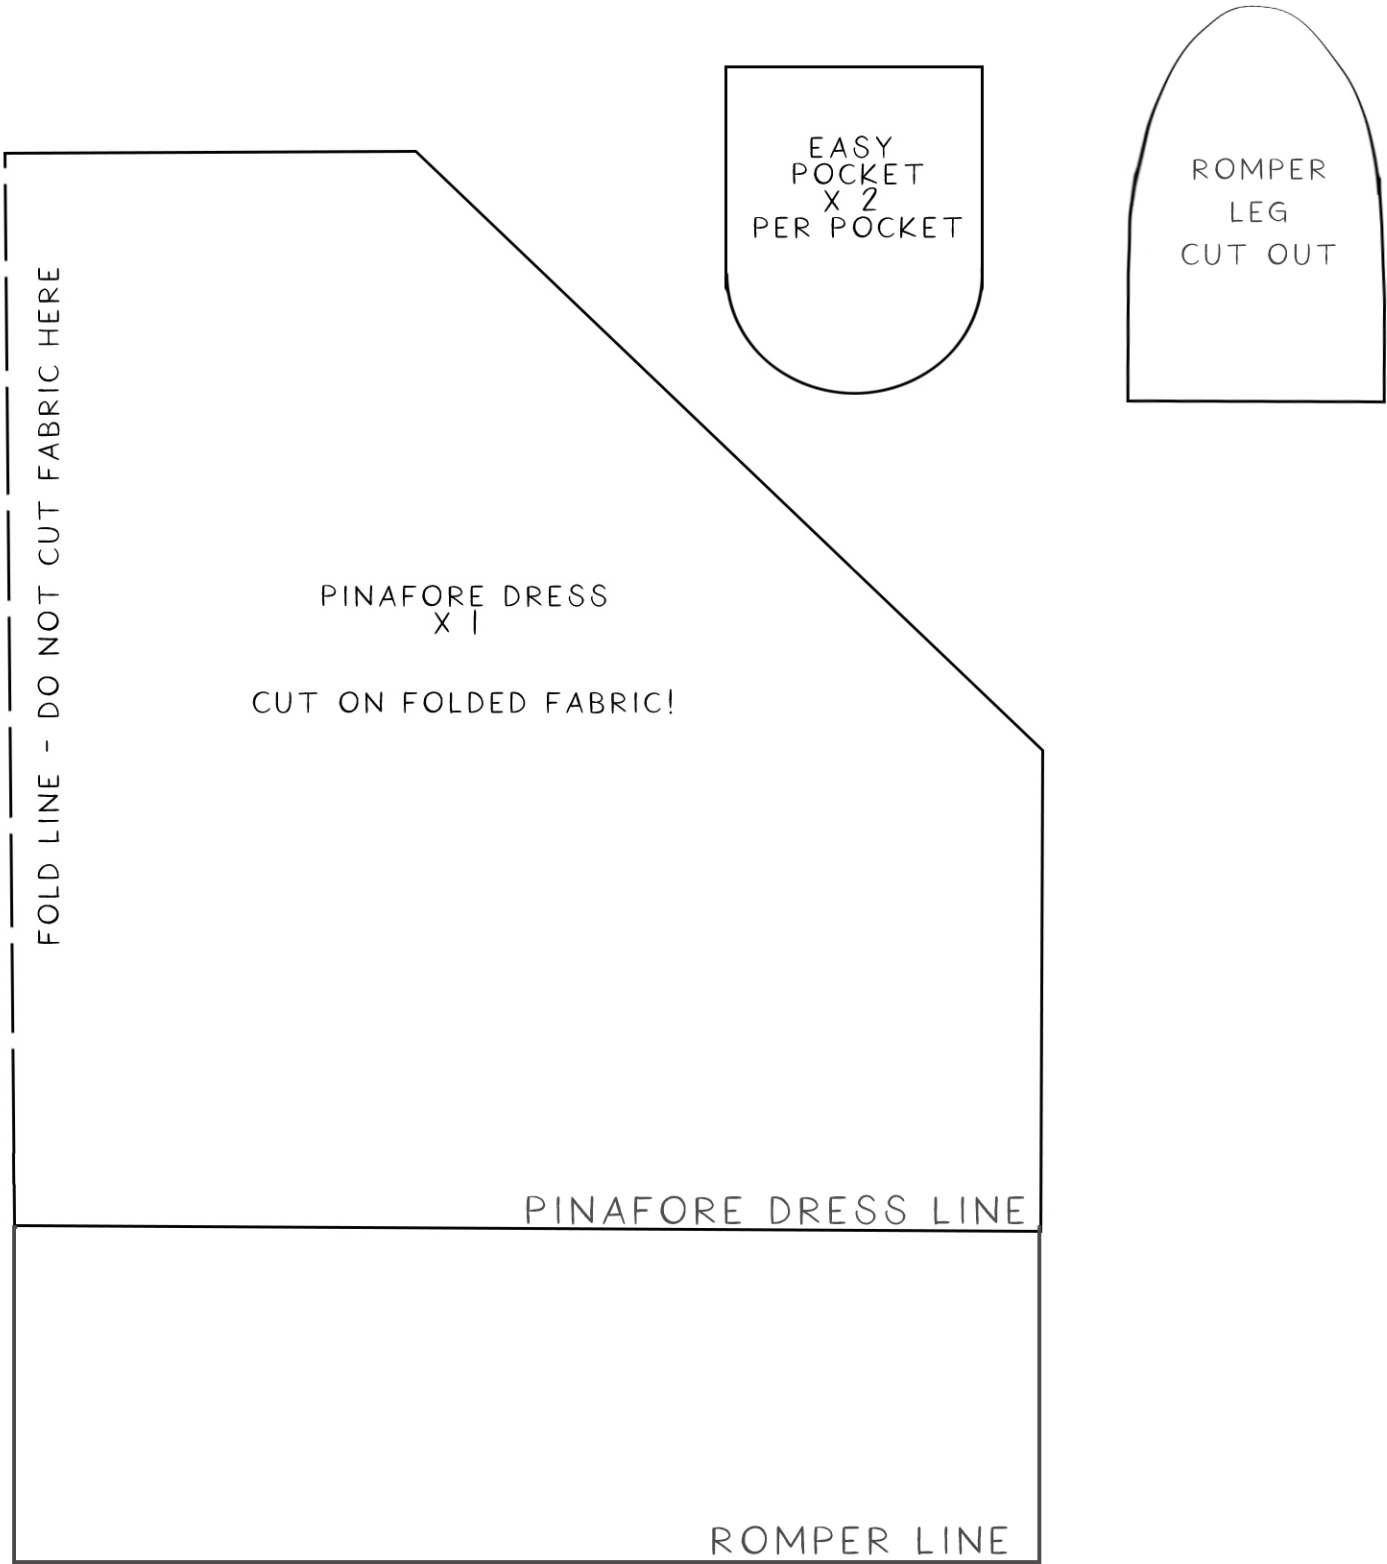 EASY
POCKET
X 2
PER POCKET
ROMPER
LEG
CUT OUT
FOLD LINE - DO NOT CUT FABRIC HERE
PINAFORE DRESS
X 1
CUT ON FOLDED FABRIC!
PINAFORE DRESS LINE
ROMPER LINE